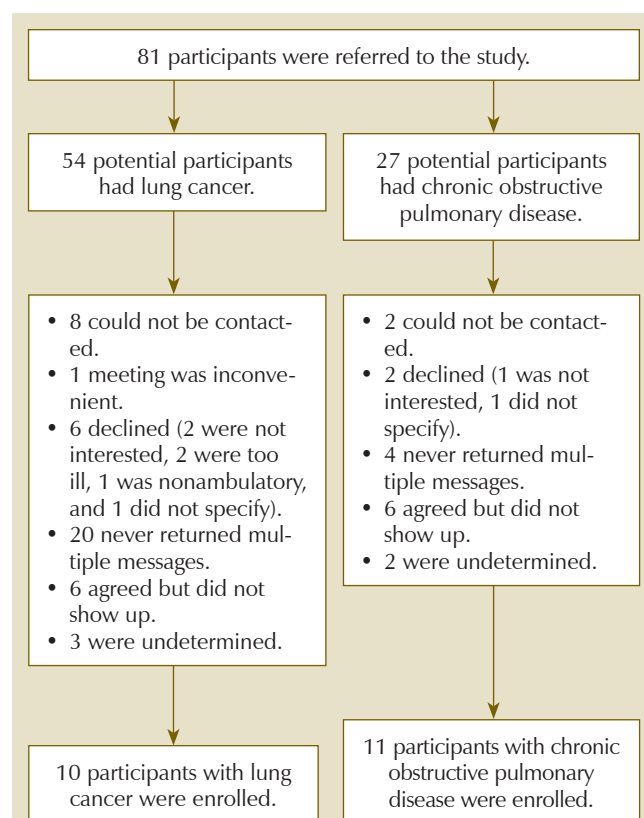 81 participants were referred to the study.
54 potential participants
had lung cancer.
27 potential participants
had chronic obstructive
pulmonary disease.
• 8 could not be contact-
ed.
• 1 meeting was inconve-
nient.
• 6 declined (2 were not
interested, 2 were too
ill, 1 was nonambulatory,
and 1 did not specify).
• 20 never returned mul-
tiple messages.
• 6 agreed but did not
show up.
• 3 were undetermined.
• 2 could not be contact-
ed.
• 2 declined (1 was not
interested, 1 did not
specify).
• 4 never returned mul-
tiple messages.
• 6 agreed but did not
show up.
• 2 were undetermined.
10 participants with lung
cancer were enrolled.
11 participants with chronic
obstructive pulmonary
disease were enrolled.